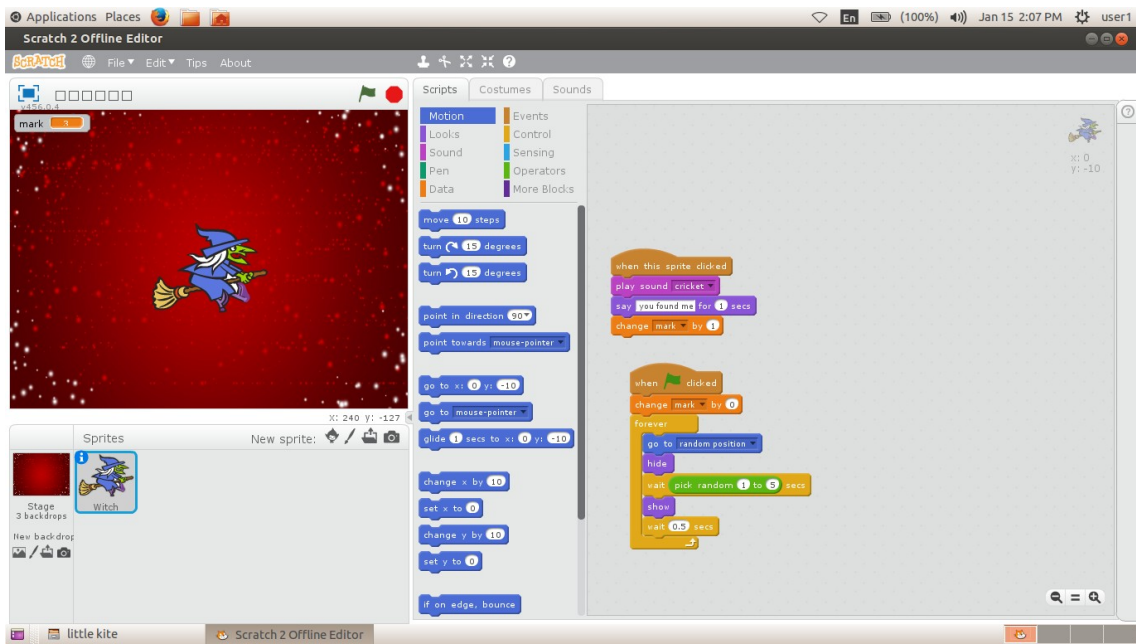 Applications Places
En (100%) Jan 15 2:07 PM user1
Scratch 2 Offline Editor
SCRATCH File Edit Tips About
v456.0.4
mark 3
X: 240 y: -127
Sprites New sprite:
Stage
3 backdrops
Witch
New backdrop
Scripts Costumes Sounds
Motion Events
Looks Control
Sound Sensing
Pen Operators
Data More Blocks
move 10 steps
turn 15 degrees
turn 15 degrees
point in direction 90
point towards mouse-pointer
go to x: 0 y: -10
go to mouse-pointer
glide 1 secs to x: 0 y: -10
change x by 10
set x to 0
change y by 10
set y to 0
if on edge, bounce
x: 0
y: -10
when this sprite clicked
play sound cricket
say you found me for 1 secs
change mark by 1
when clicked
change mark by 0
forever
go to random position
hide
wait pick random 1 to 5 secs
show
wait 0.5 secs
little kite Scratch 2 Offline Editor